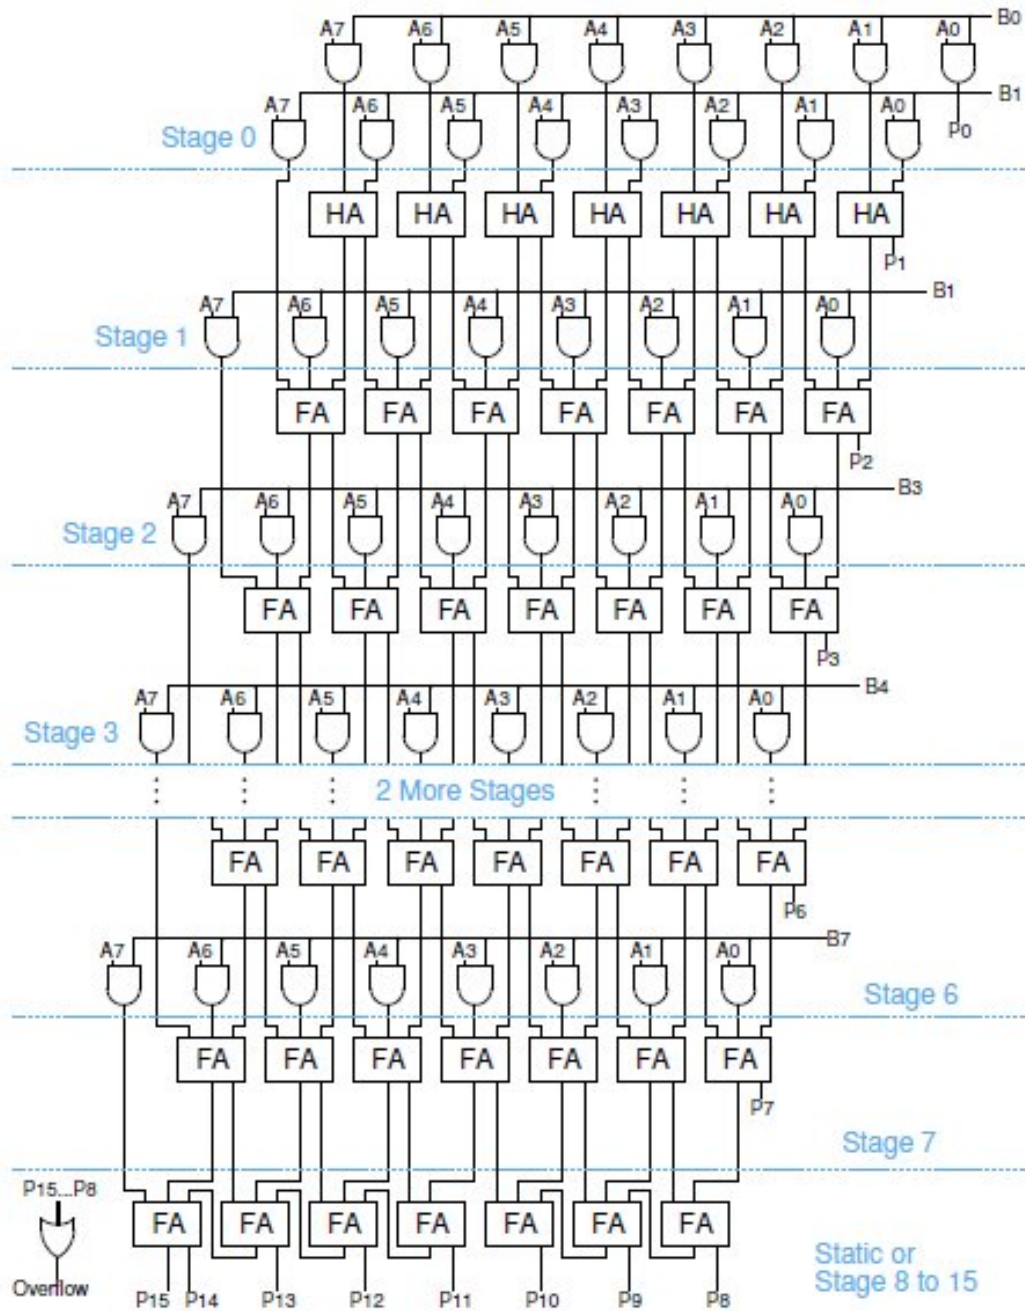 B0
A7 A6 A5 A4 A3 A2 A1 A0
B1
A7 A6 A5 A4 A3 A2 A1 A0
P0
Stage 0
HA HA HA HA HA HA HA
P1
B1
A7 A6 A5 A4 A3 A2 A1 A0
Stage 1
FA FA FA FA FA FA FA
P2
B3
A7 A6 A5 A4 A3 A2 A1 A0
Stage 2
FA FA FA FA FA FA FA
P3
B4
A7 A6 A5 A4 A3 A2 A1 A0
Stage 3
2 More Stages
FA FA FA FA FA FA FA
P6
B7
A7 A6 A5 A4 A3 A2 A1 A0
Stage 6
FA FA FA FA FA FA FA
P7
Stage 7
P15...P8
FA FA FA FA FA FA FA
Overflow
Static or
Stage 8 to 15
P15 P14 P13 P12 P11 P10 P9 P8